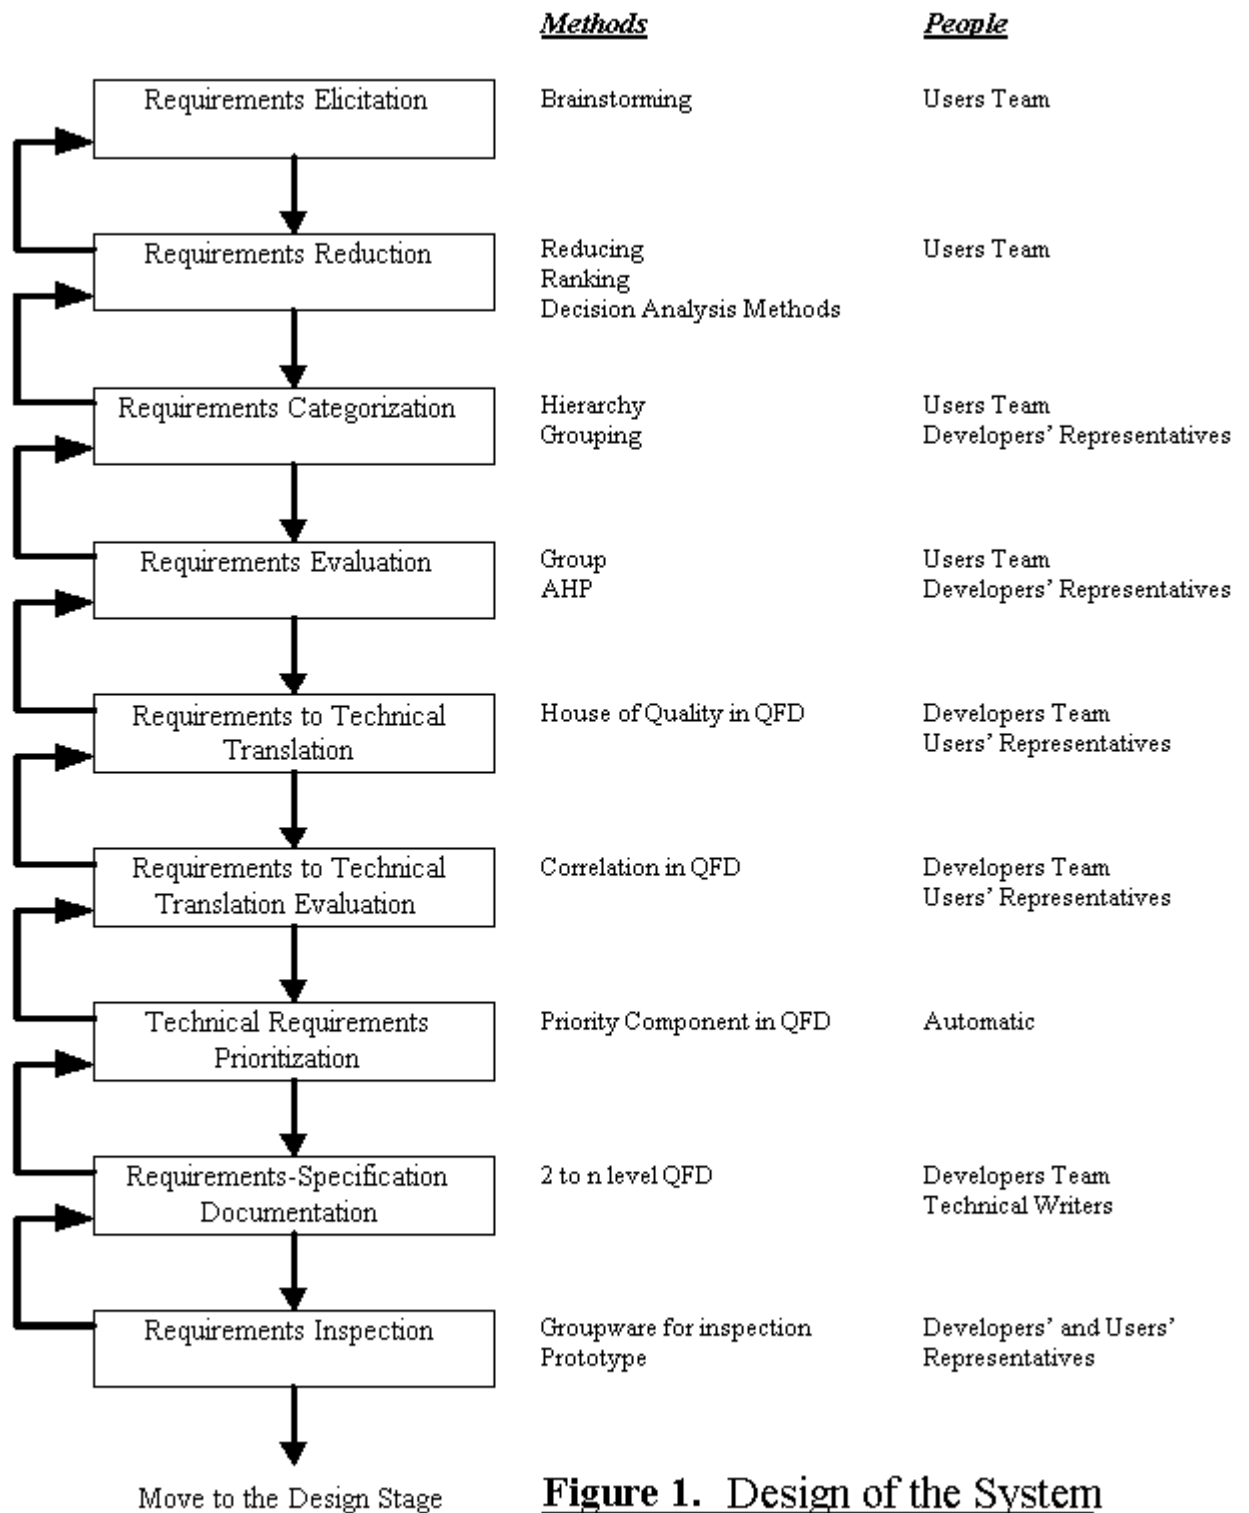 Methods People
Requirements Elicitation Brainstorming Users Team
Requirements Reduction Reducing Users Team
Ranking
Decision Analysis Methods
Requirements Categorization Hierarchy Users Team
Grouping Developers’ Representatives
Requirements Evaluation Group Users Team
AHP Developers’ Representatives
Requirements to Technical House of Quality in QFD Developers Team
Translation Users’ Representatives
Requirements to Technical Correlation in QFD Developers Team
Translation Evaluation Users’ Representatives
Technical Requirements Priority Component in QFD Automatic
Prioritization
Requirements-Specification 2 to n level QFD Developers Team
Documentation Technical Writers
Requirements Inspection Groupware for inspection Developers’ and Users’
Prototype Representatives
Move to the Design Stage Figure 1. Design of the System